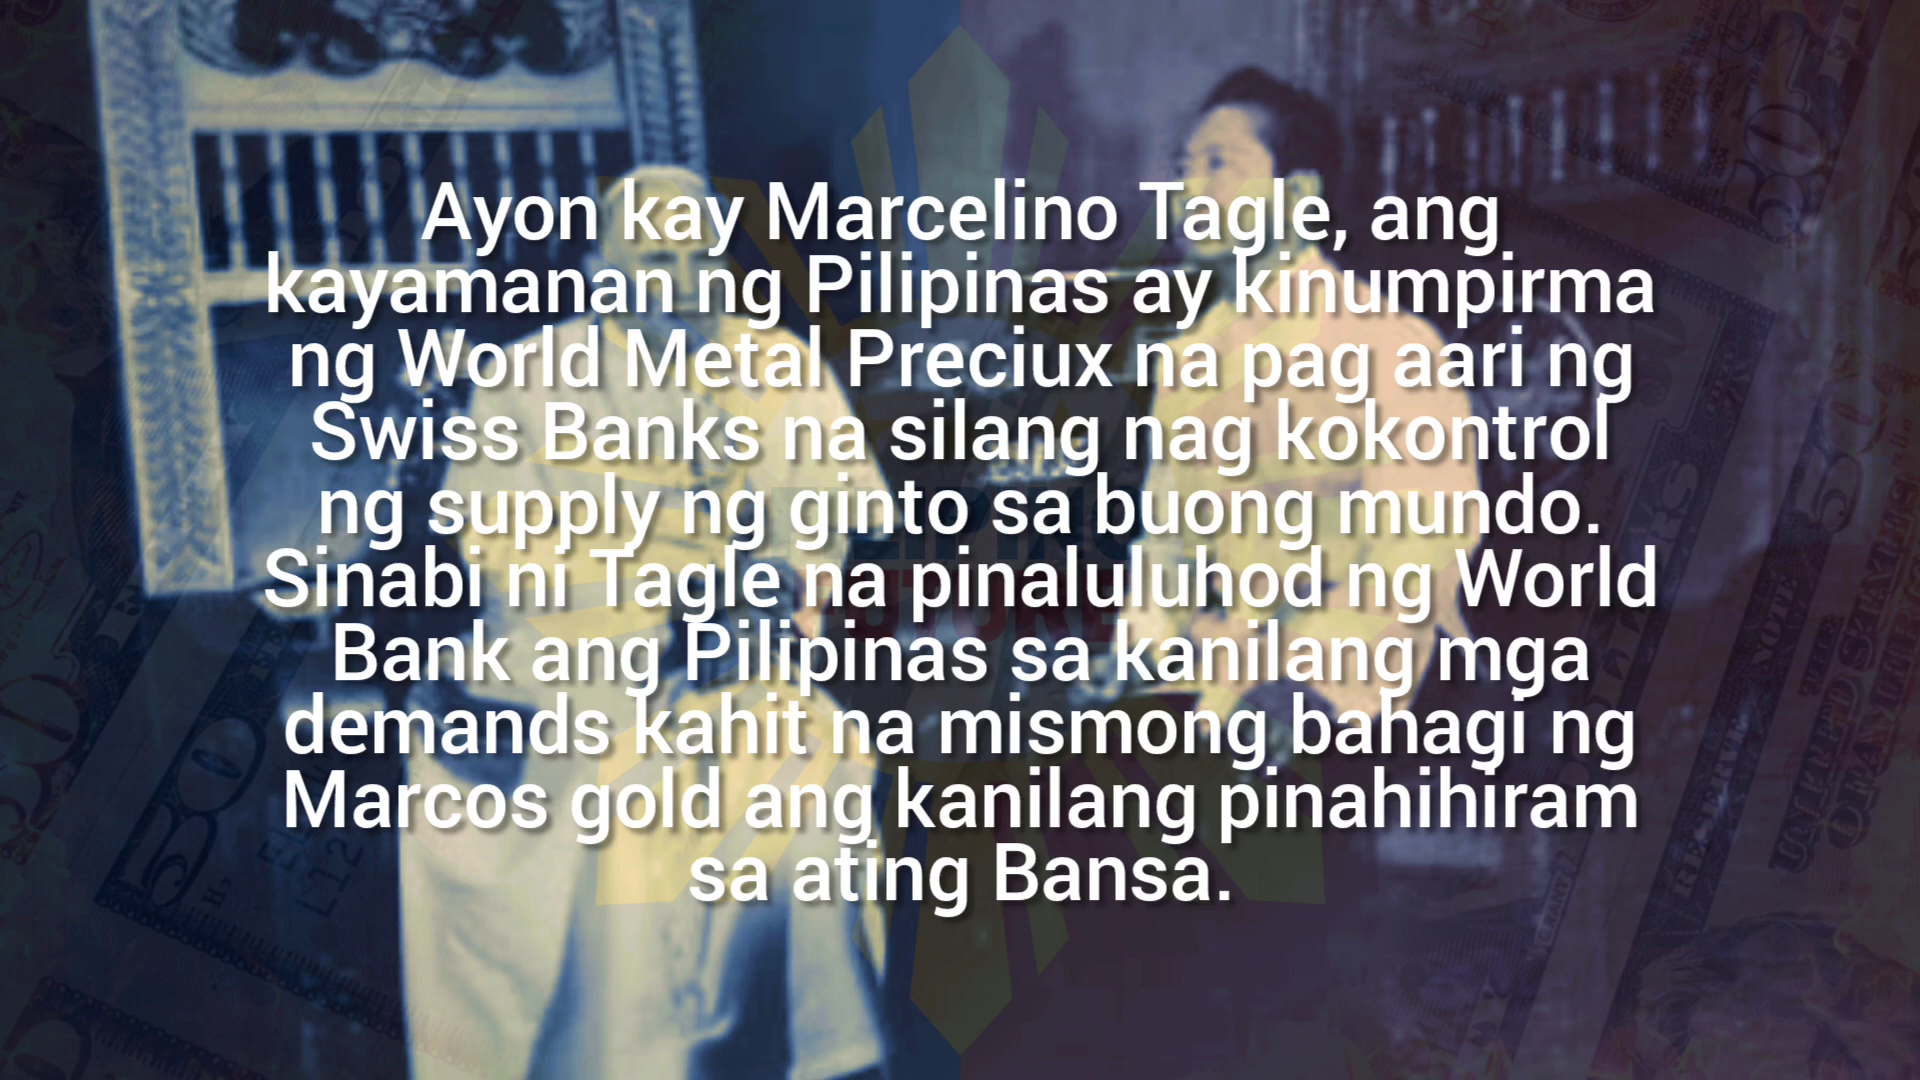 Ayon kay Marcelino Tagle, ang
kayamanan ng Pilipinas ay kinumpirma
ng World Metal Preciux na pag aari ng
Swiss Banks na silang nag kokontrol
ng supply ng ginto sa buong mundo.
Sinabi ni Tagle na pinaluluhod ng World
Bank ang Pilipinas sa kanilang mga
demands kahit na mismong bahagi ng
Marcos gold ang kanilang pinahihiram
sa ating Bansa.